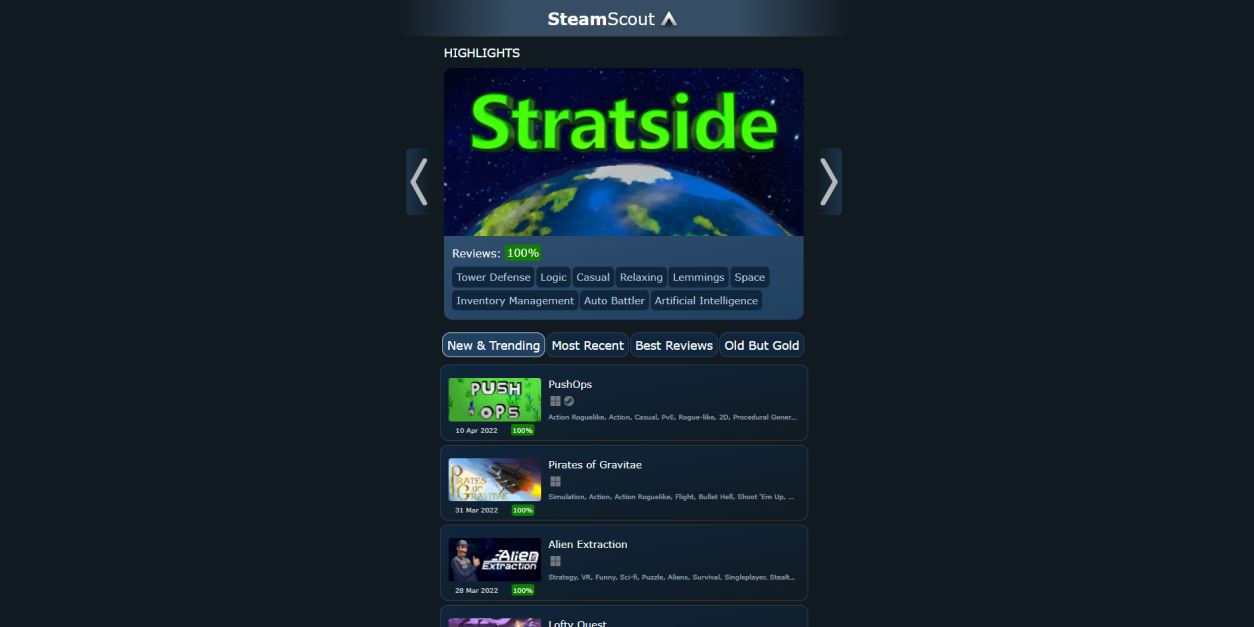 SteamScout
HIGHLIGHTS
Stratside
Reviews: 100%
Tower Defense Logic Casual Relaxing Lemmings Space
Inventory Management Auto Battler Artificial Intelligence
New & Trending Most Recent Best Reviews Old But Gold
PUSH
OPS
PushOps
Action Roguelike, Action, Casual, PvE, Rogue-like, 2D, Procedural Gener...
10 Apr 2022 100%
PIRATES
OF
GRAVITAE
Pirates of Gravitae
Simulation, Action, Action Roguelike, Flight, Bullet Hell, Shoot 'Em Up, ...
31 Mar 2022 100%
Alien
Extraction
Alien Extraction
Strategy, VR, Funny, Sci-fi, Puzzle, Aliens, Survival, Singleplayer, Stealt...
28 Mar 2022 100%
Lofty Quest